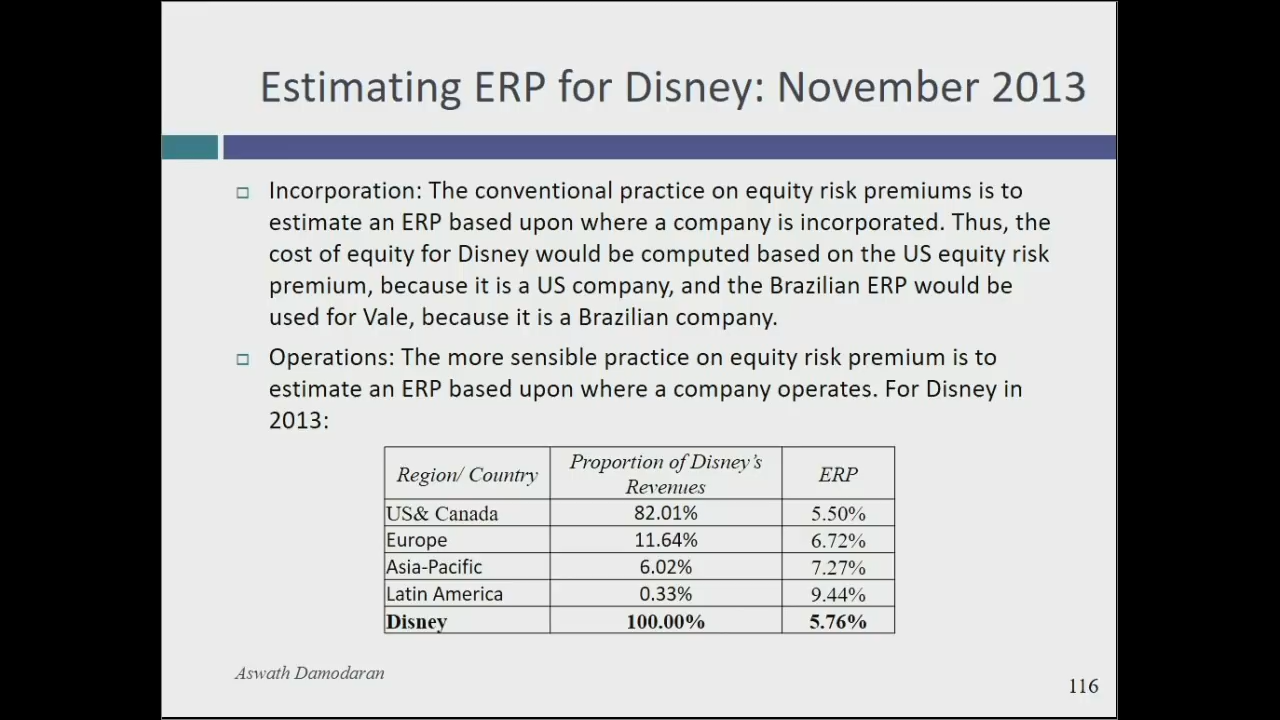 Estimating ERP for Disney: November 2013
□ Incorporation: The conventional practice on equity risk premiums is to
estimate an ERP based upon where a company is incorporated. Thus, the
cost of equity for Disney would be computed based on the US equity risk
premium, because it is a US company, and the Brazilian ERP would be
used for Vale, because it is a Brazilian company.
□ Operations: The more sensible practice on equity risk premium is to
estimate an ERP based upon where a company operates. For Disney in
2013:
Region/ Country Proportion of Disney’s Revenues ERP
US& Canada 82.01% 5.50%
Europe 11.64% 6.72%
Asia-Pacific 6.02% 7.27%
Latin America 0.33% 9.44%
Disney 100.00% 5.76%
Aswath Damodaran
116